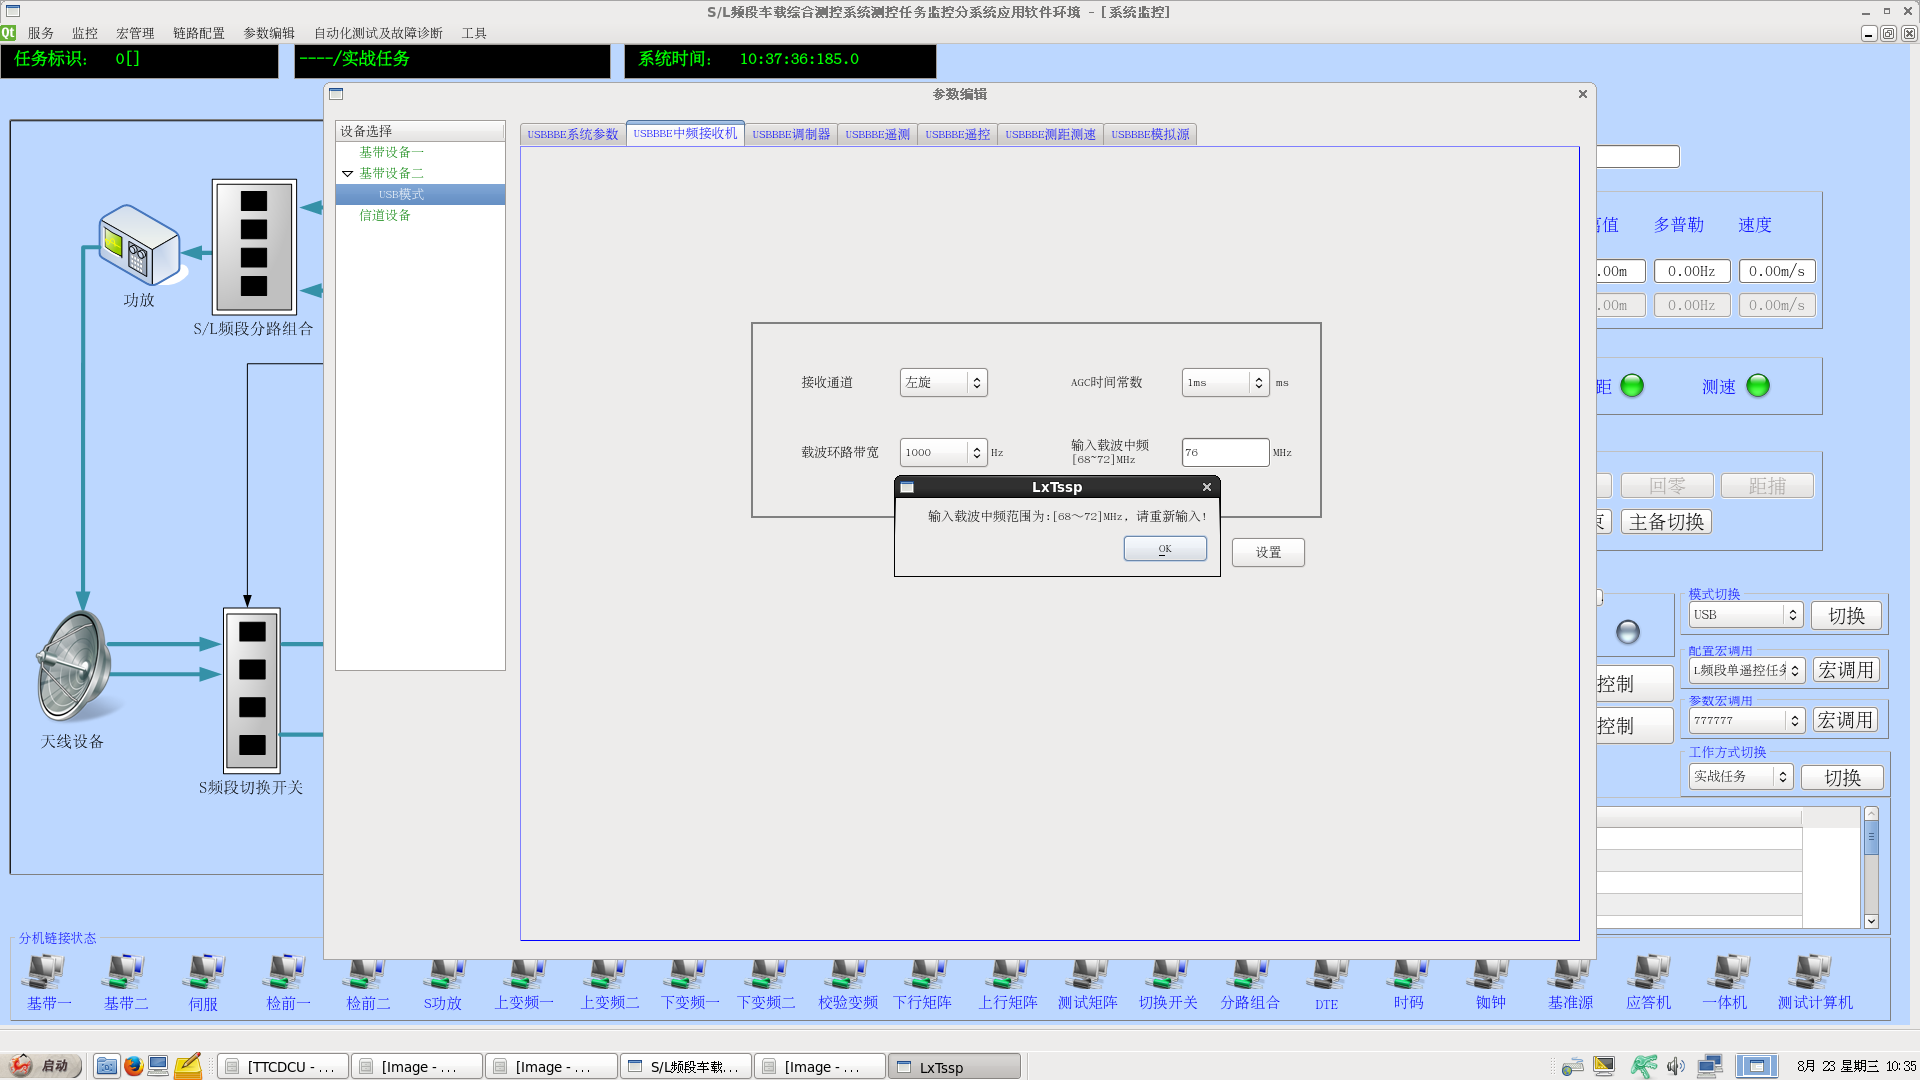 S/L频段车载综合测控系统测控任务监控分系统应用软件环境 - [系统监控]
服务 监控 宏管理 链路配置 参数编辑 自动化测试及故障诊断 工具
任务标识: 0[] ----/实战任务 系统时间: 10:37:36:185.0
参数编辑
设备选择
基带设备一
基带设备二
USB模式
信道设备
USBBBE系统参数 USBBBE中频接收机 USBBBE调制器 USBBBE遥测 USBBBE遥控 USBBBE测距测速 USBBBE模拟源
接收通道 左旋 AGC时间常数 1ms ms
载波环路带宽 1000 Hz 输入载波中频 [68~72]MHz 76 MHz
LxTssp
输入载波中频范围为:[68～72]MHz, 请重新输入!
OK
设置
功放
S/L频段分路组合
天线设备
S频段切换开关
值 多普勒 速度
.00m 0.00Hz 0.00m/s
.00m 0.00Hz 0.00m/s
距 测速
回零 距捕
主备切换
模式切换
USB 切换
配置宏调用
L频段单遥控任务 宏调用
控制
参数宏调用
777777 宏调用
控制
工作方式切换
实战任务 切换
分机链接状态
基带一 基带二 伺服 检前一 检前二 S功放 上变频一 上变频二 下变频一 下变频二 校验变频 下行矩阵 上行矩阵 测试矩阵 切换开关 分路组合 DTE 时码 铷钟 基准源 应答机 一体机 测试计算机
启动 [TTCDCU - ... [Image - ... [Image - ... S/L频段车载... [Image - ... LxTssp 8月 23 星期三 10:35